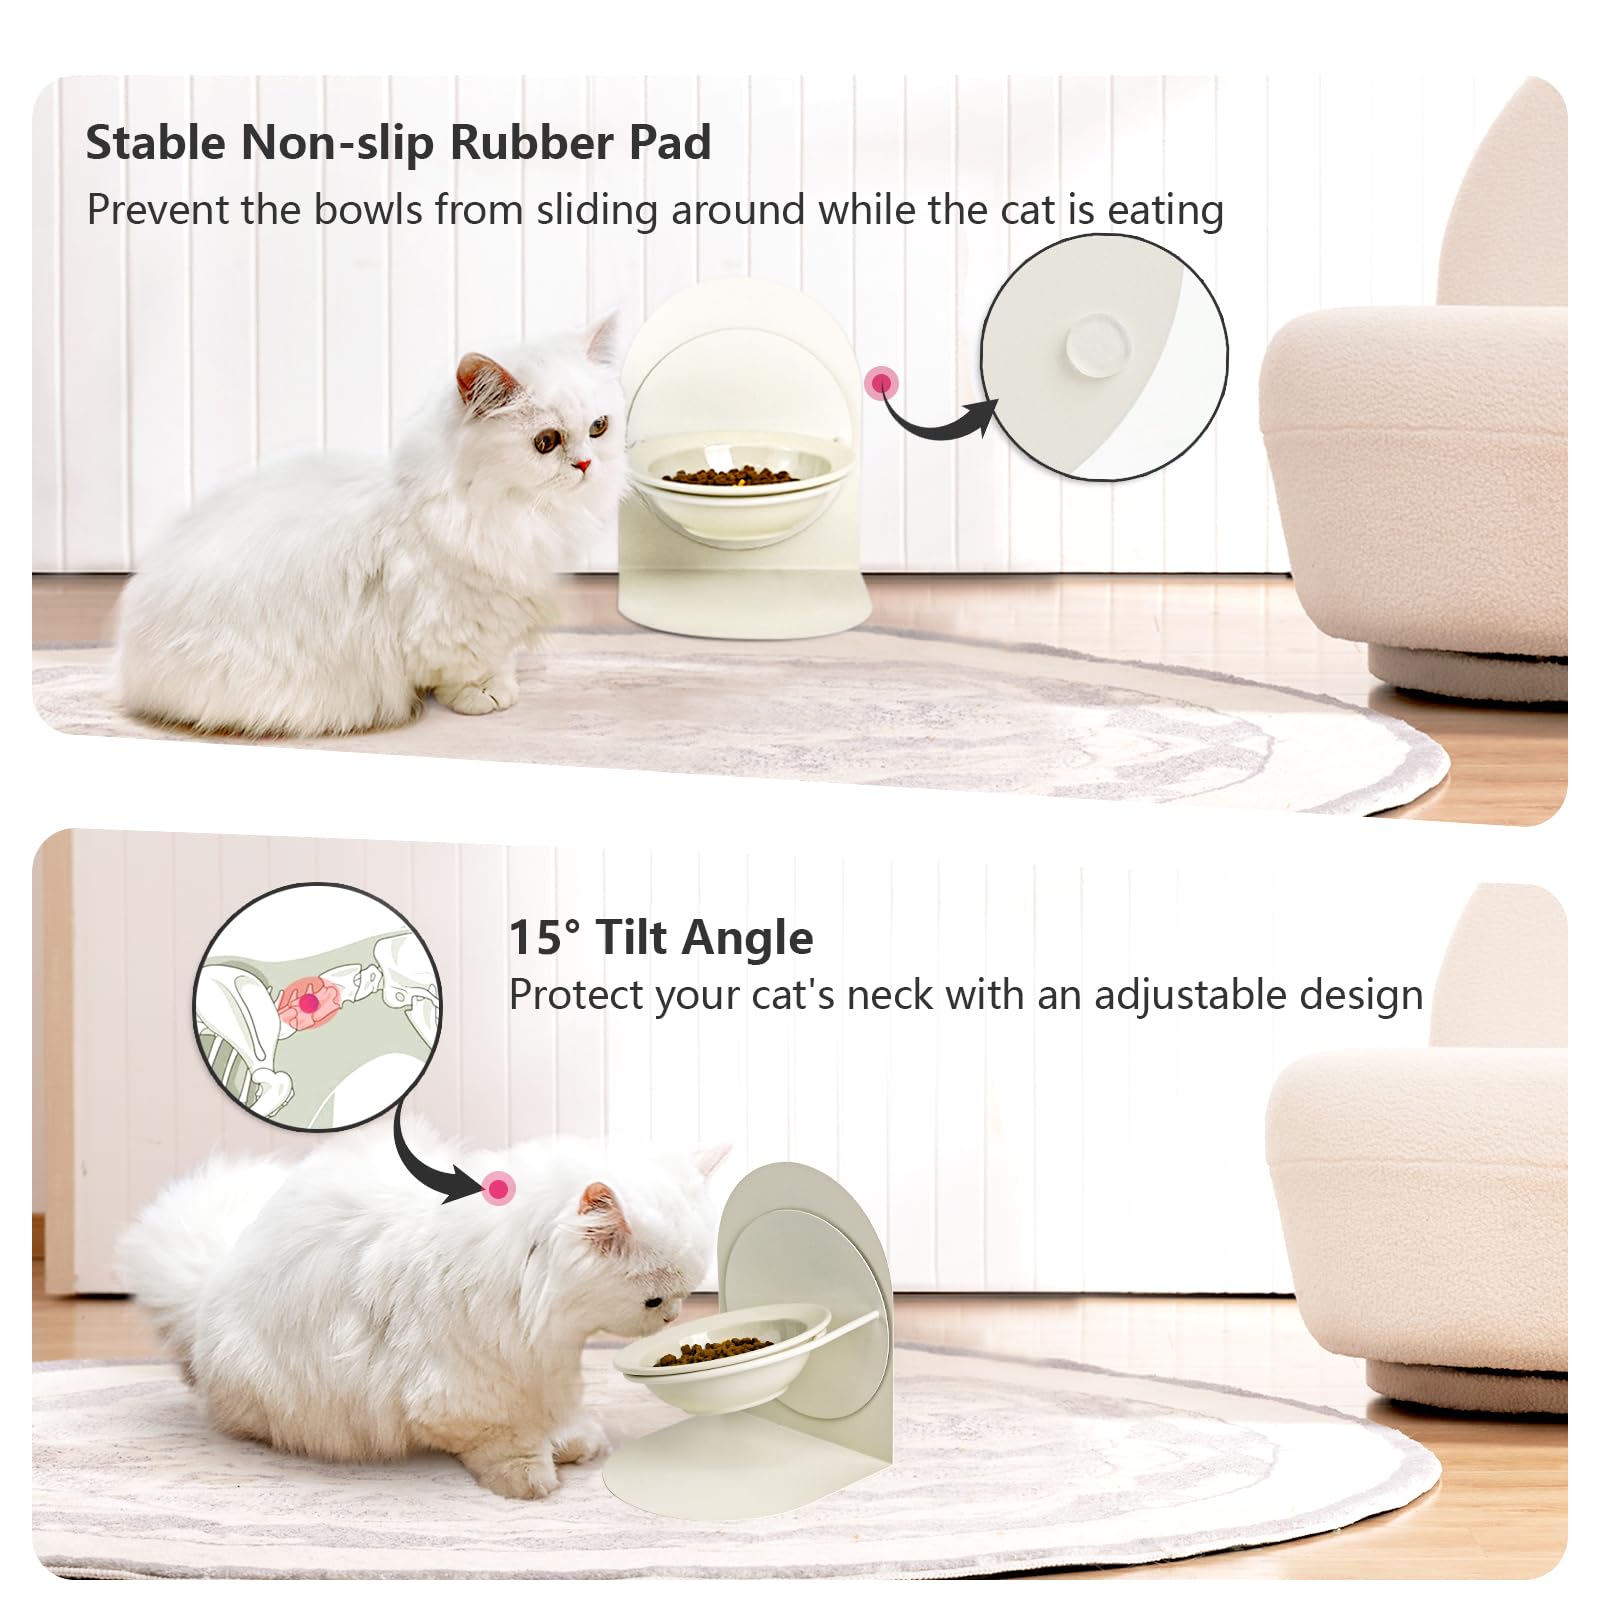 Stable Non-slip Rubber Pad
Prevent the bowls from sliding around while the cat is eating
15° Tilt Angle
Protect your cat's neck with an adjustable design